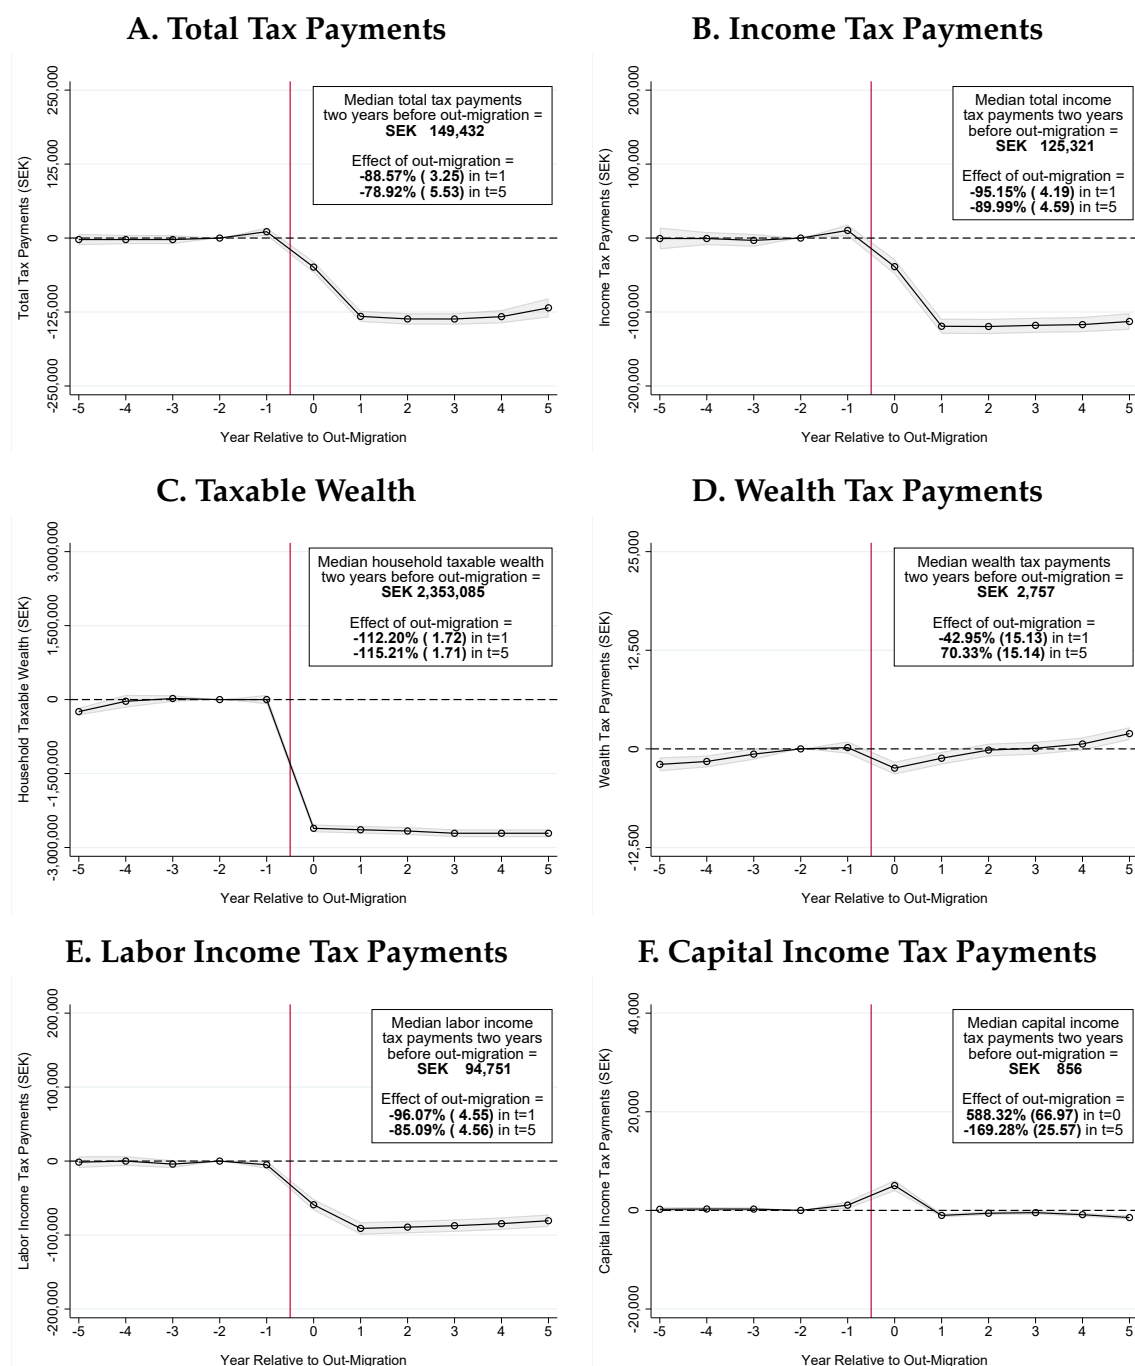 A. Total Tax Payments
Total Tax Payments (SEK)
250,000
125,000
0
-125,000
-250,000
Median total tax payments
two years before out-migration =
SEK 149,432
Effect of out-migration =
-88.57% ( 3.25) in t=1
-78.92% ( 5.53) in t=5
-5 -4 -3 -2 -1 0 1 2 3 4 5
Year Relative to Out-Migration
B. Income Tax Payments
Income Tax Payments (SEK)
200,000
100,000
0
-100,000
-200,000
Median total income
tax payments two years
before out-migration =
SEK 125,321
Effect of out-migration =
-95.15% ( 4.19) in t=1
-89.99% ( 4.59) in t=5
-5 -4 -3 -2 -1 0 1 2 3 4 5
Year Relative to Out-Migration
C. Taxable Wealth
Household Taxable Wealth (SEK)
3,000,000
1,500,000
0
-1,500,000
-3,000,000
Median household taxable wealth
two years before out-migration =
SEK 2,353,085
Effect of out-migration =
-112.20% ( 1.72) in t=1
-115.21% ( 1.71) in t=5
-5 -4 -3 -2 -1 0 1 2 3 4 5
Year Relative to Out-Migration
D. Wealth Tax Payments
Wealth Tax Payments (SEK)
25,000
12,500
0
-12,500
Median wealth tax payments
two years before out-migration =
SEK 2,757
Effect of out-migration =
-42.95% (15.13) in t=1
70.33% (15.14) in t=5
-5 -4 -3 -2 -1 0 1 2 3 4 5
Year Relative to Out-Migration
E. Labor Income Tax Payments
Labor Income Tax Payments (SEK)
200,000
100,000
0
-100,000
-200,000
Median labor income
tax payments two years
before out-migration =
SEK 94,751
Effect of out-migration =
-96.07% ( 4.55) in t=1
-85.09% ( 4.56) in t=5
-5 -4 -3 -2 -1 0 1 2 3 4 5
Year Relative to Out-Migration
F. Capital Income Tax Payments
Capital Income Tax Payments (SEK)
40,000
20,000
0
-20,000
Median capital income
tax payments two years
before out-migration =
SEK 856
Effect of out-migration =
588.32% (66.97) in t=0
-169.28% (25.57) in t=5
-5 -4 -3 -2 -1 0 1 2 3 4 5
Year Relative to Out-Migration